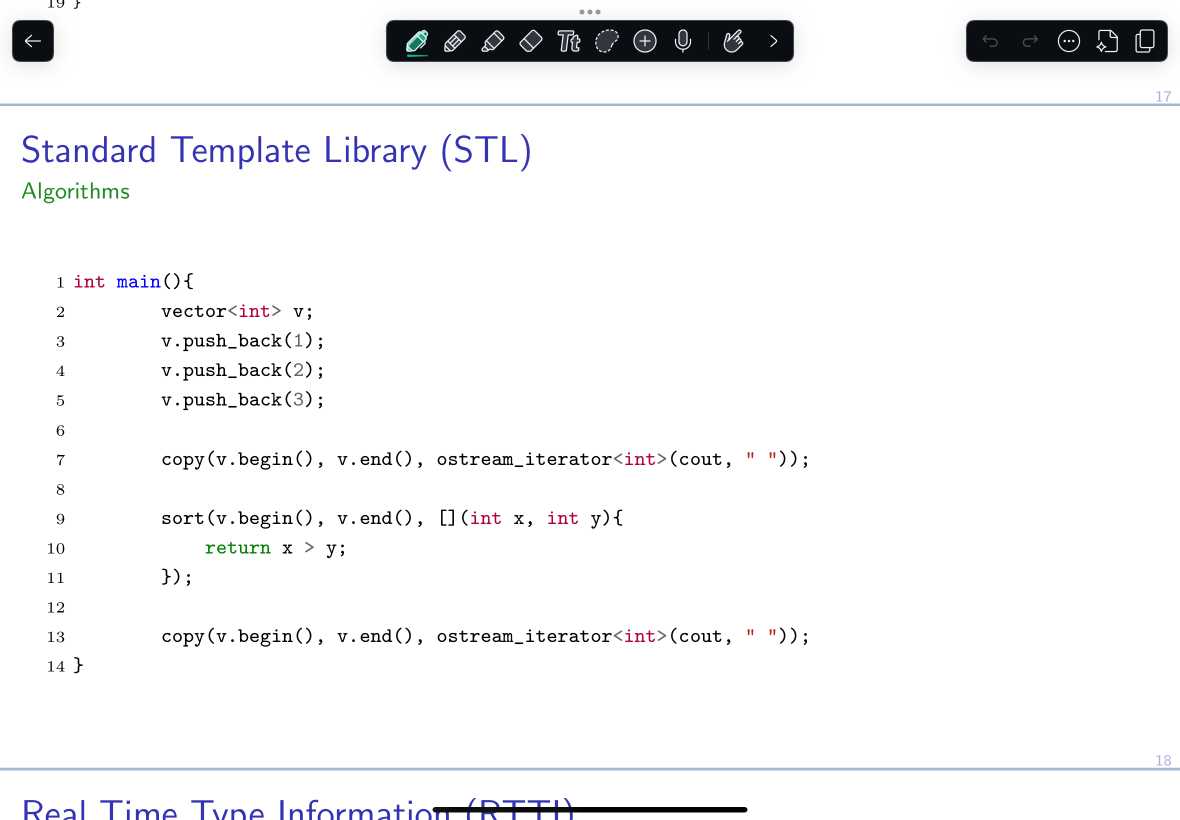 19 }
Tt
17
Standard Template Library (STL)
Algorithms
1 int main(){
2 vector<int> v;
3 v.push_back(1);
4 v.push_back(2);
5 v.push_back(3);
6
7 copy(v.begin(), v.end(), ostream_iterator<int>(cout, " "));
8
9 sort(v.begin(), v.end(), [](int x, int y){
10 return x > y;
11 });
12
13 copy(v.begin(), v.end(), ostream_iterator<int>(cout, " "));
14 }
18
Real Time Type Information (RTTI)